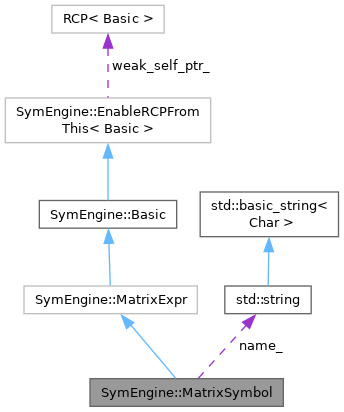 RCP< Basic >
weak_self_ptr_
SymEngine::EnableRCPFrom
This< Basic >
SymEngine::Basic
std::basic_string<
Char >
SymEngine::MatrixExpr
std::string
name_
SymEngine::MatrixSymbol